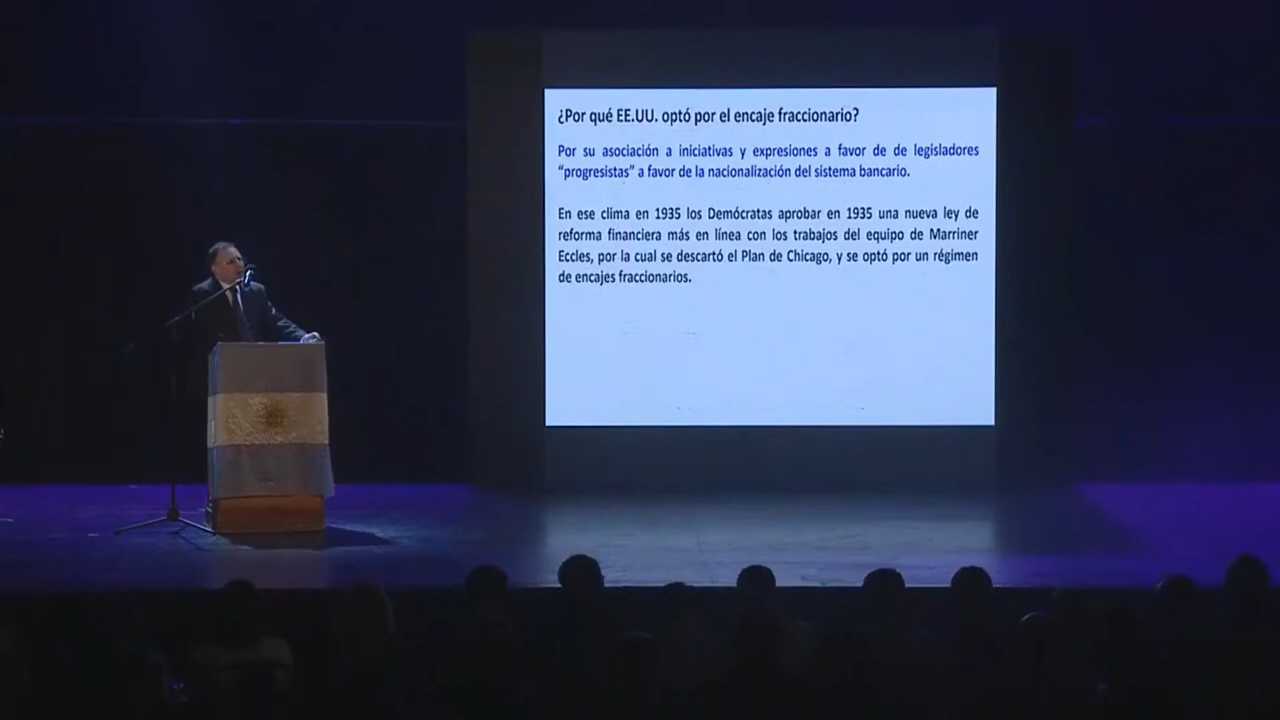 ¿Por qué EE.UU. optó por el encaje fraccionario?
Por su asociación a iniciativas y expresiones a favor de de legisladores
“progresistas” a favor de la nacionalización del sistema bancario.
En ese clima en 1935 los Demócratas aprobar en 1935 una nueva ley de
reforma financiera más en línea con los trabajos del equipo de Marriner
Eccles, por la cual se descartó el Plan de Chicago, y se optó por un régimen
de encajes fraccionarios.